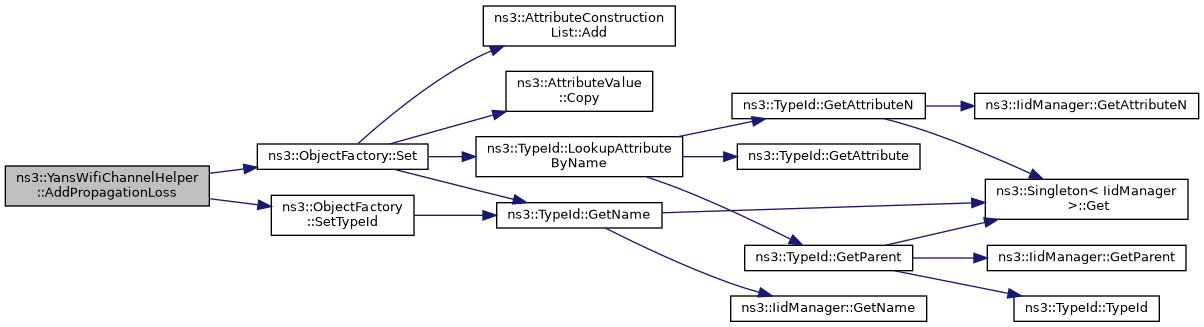 ns3::YansWifiChannelHelper
::AddPropagationLoss
ns3::ObjectFactory::Set
ns3::ObjectFactory
::SetTypeId
ns3::AttributeConstruction
List::Add
ns3::AttributeValue
::Copy
ns3::TypeId::LookupAttribute
ByName
ns3::TypeId::GetName
ns3::TypeId::GetAttributeN
ns3::TypeId::GetAttribute
ns3::TypeId::GetParent
ns3::IidManager::GetName
ns3::IidManager::GetAttributeN
ns3::Singleton< IidManager
>::Get
ns3::IidManager::GetParent
ns3::TypeId::TypeId